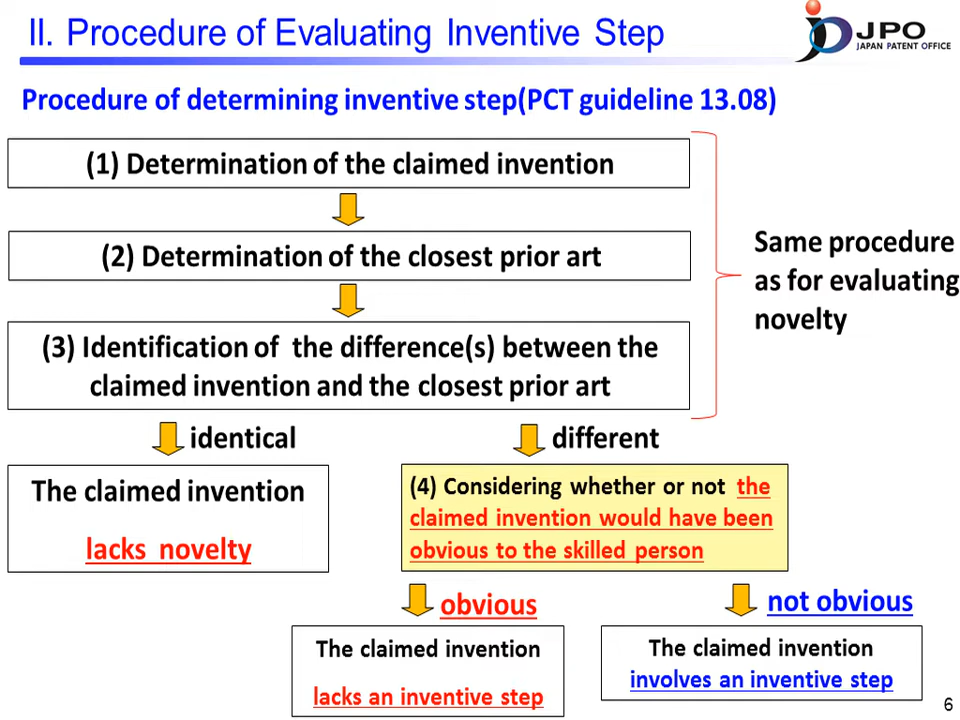 II. Procedure of Evaluating Inventive Step
JPO
JAPAN PATENT OFFICE
Procedure of determining inventive step(PCT guideline 13.08)
(1) Determination of the claimed invention
(2) Determination of the closest prior art
Same procedure
as for evaluating
novelty
(3) Identification of the difference(s) between the
claimed invention and the closest prior art
identical
different
The claimed invention
lacks novelty
(4) Considering whether or not the
claimed invention would have been
obvious to the skilled person
obvious
not obvious
The claimed invention
lacks an inventive step
The claimed invention
involves an inventive step
6